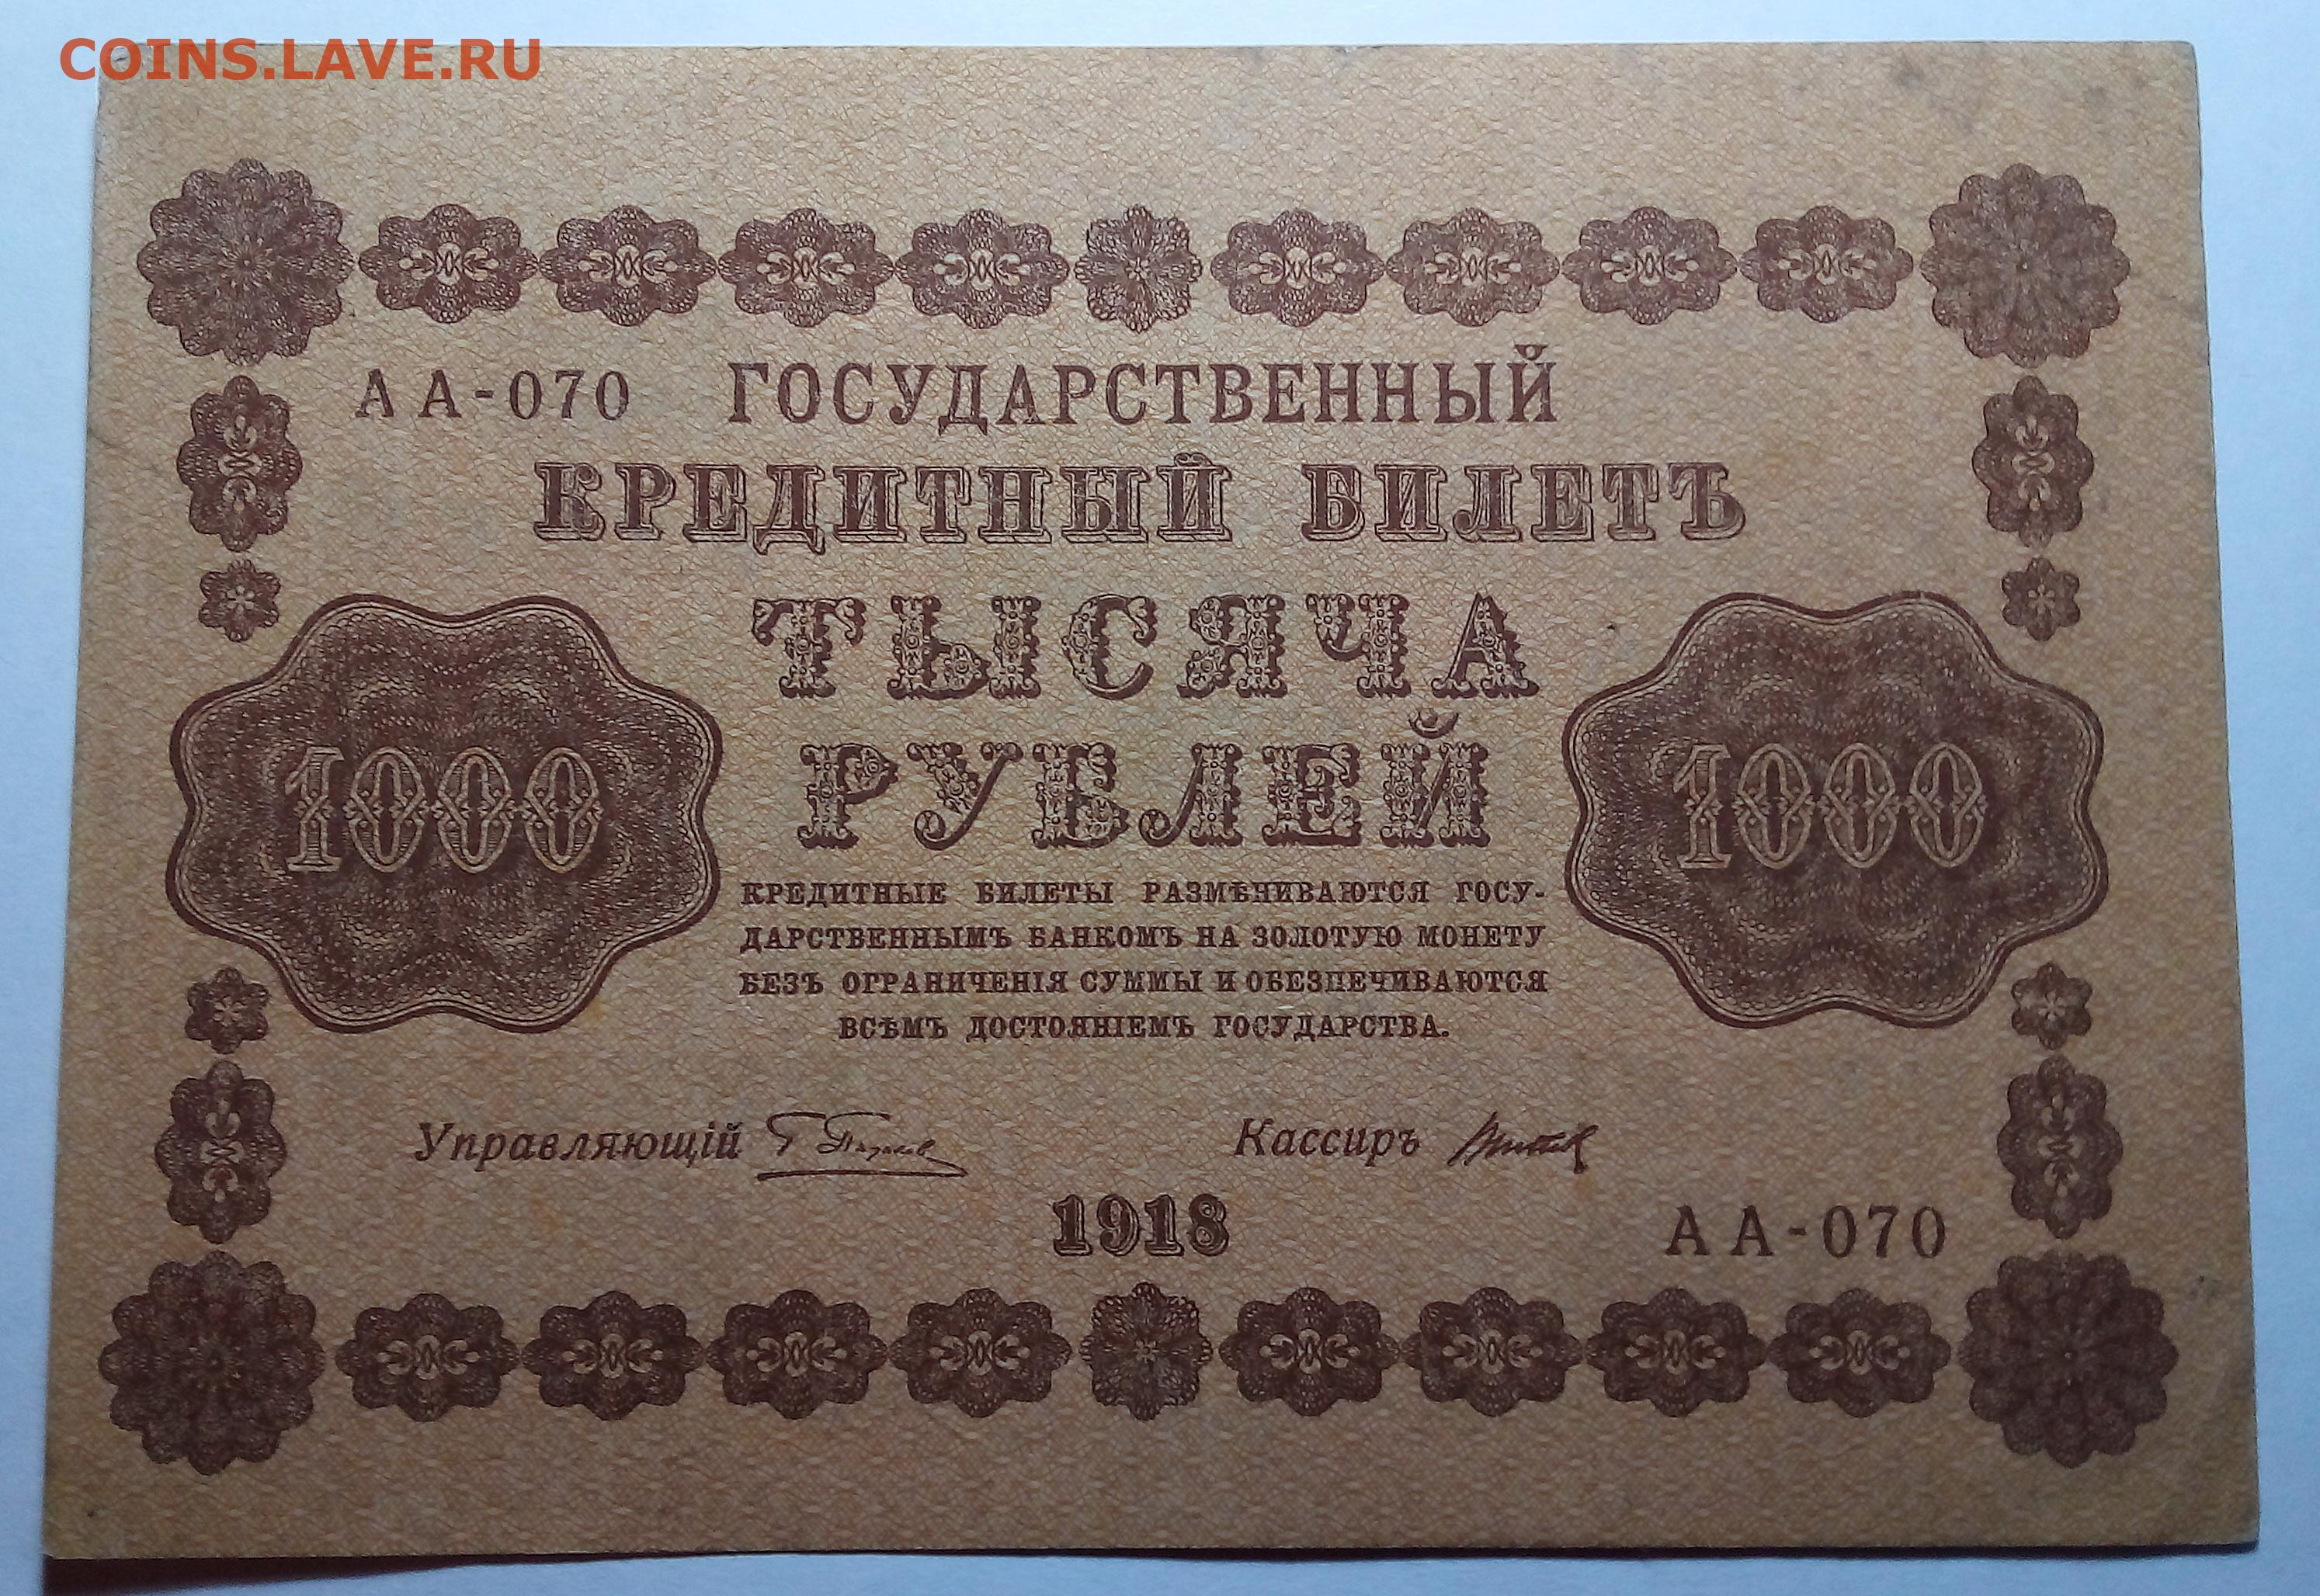 COINS.LAVE.RU
АА-070 ГОСУДАРСТВЕННЫЙ
КРЕДИТНЫЙ БИЛЕТЪ
ТЫСЯЧА
РУБЛЕЙ
1000 1000
КРЕДИТНЫЕ БИЛЕТЫ РАЗМѢНИВАЮТСЯ ГОСУ-
ДАРСТВЕННЫМЪ БАНКОМЪ НА ЗОЛОТУЮ МОНЕТУ
БЕЗЪ ОГРАНИЧЕНІЯ СУММЫ И ОБЕЗПЕЧИВАЮТСЯ
ВСѢМЪ ДОСТОЯНІЕМЪ ГОСУДАРСТВА.
Управляющій Кассиръ
1918
АА-070